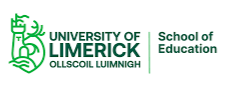 UNIVERSITY OF
LIMERICK
OLLSCOIL LUIMNIGH
School of
Education